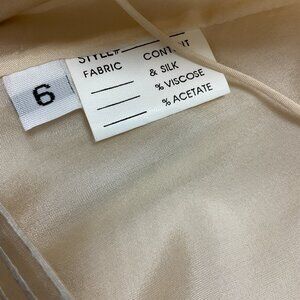 STYLE#
FABRIC CONTENT
& SILK
% VISCOSE
% ACETATE
6